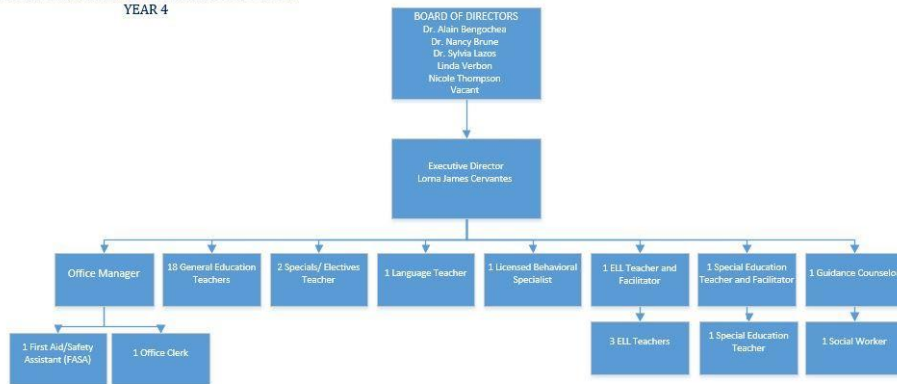 YEAR 4
BOARD OF DIRECTORS
Dr. Alain Bengochea
Dr. Nancy Brune
Dr. Sylvia Lazos
Linda Verbon
Nicole Thompson
Vacant
Executive Director
Lorna James Cervantes
Office Manager
18 General Education
Teachers
2 Specials/ Electives
Teacher
1 Language Teacher
1 Licensed Behavioral
Specialist
1 ELL Teacher and
Facilitator
1 Special Education
Teacher and Facilitator
1 Guidance Counselo
1 First Aid/Safety
Assistant (FASA)
1 Office Clerk
3 ELL Teachers
1 Special Education
Teacher
1 Social Worker